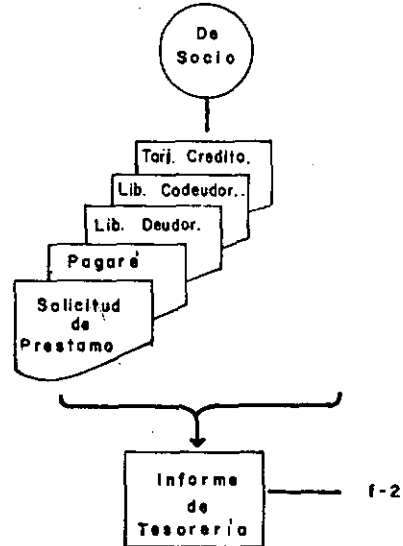 De
Socio
Tarj. Credito.
Lib. Codeudor..
Lib. Deudor.
Pagaré
Solicitud
de
Prestamo
Informe
de
Tesorería
f-2